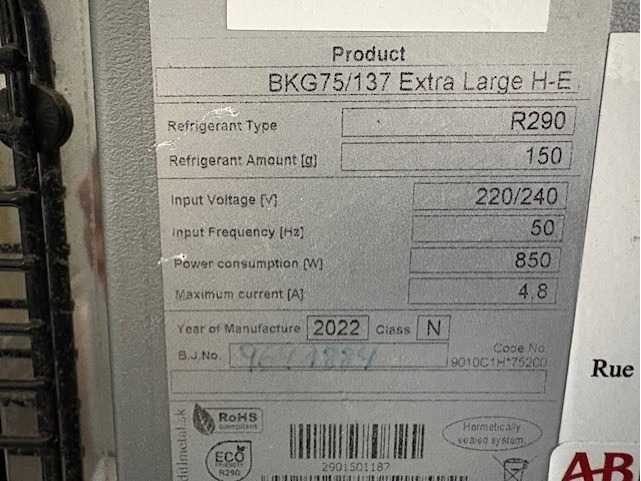 Product
BKG75/137 Extra Large H-E
Refrigerant Type R290
Refrigerant Amount [g] 150
Input Voltage [V] 220/240
Input Frequency [Hz] 50
Power consumption [W] 850
Maximum current [A] 4.8
Year of Manufacture 2022 Class N
B.J.No.
Code No.
9010C1H*75200
Rue
RoHS
compliant
Hermetically
sealed system.
ECO
FRIENDLY
R290
2901501187
AB